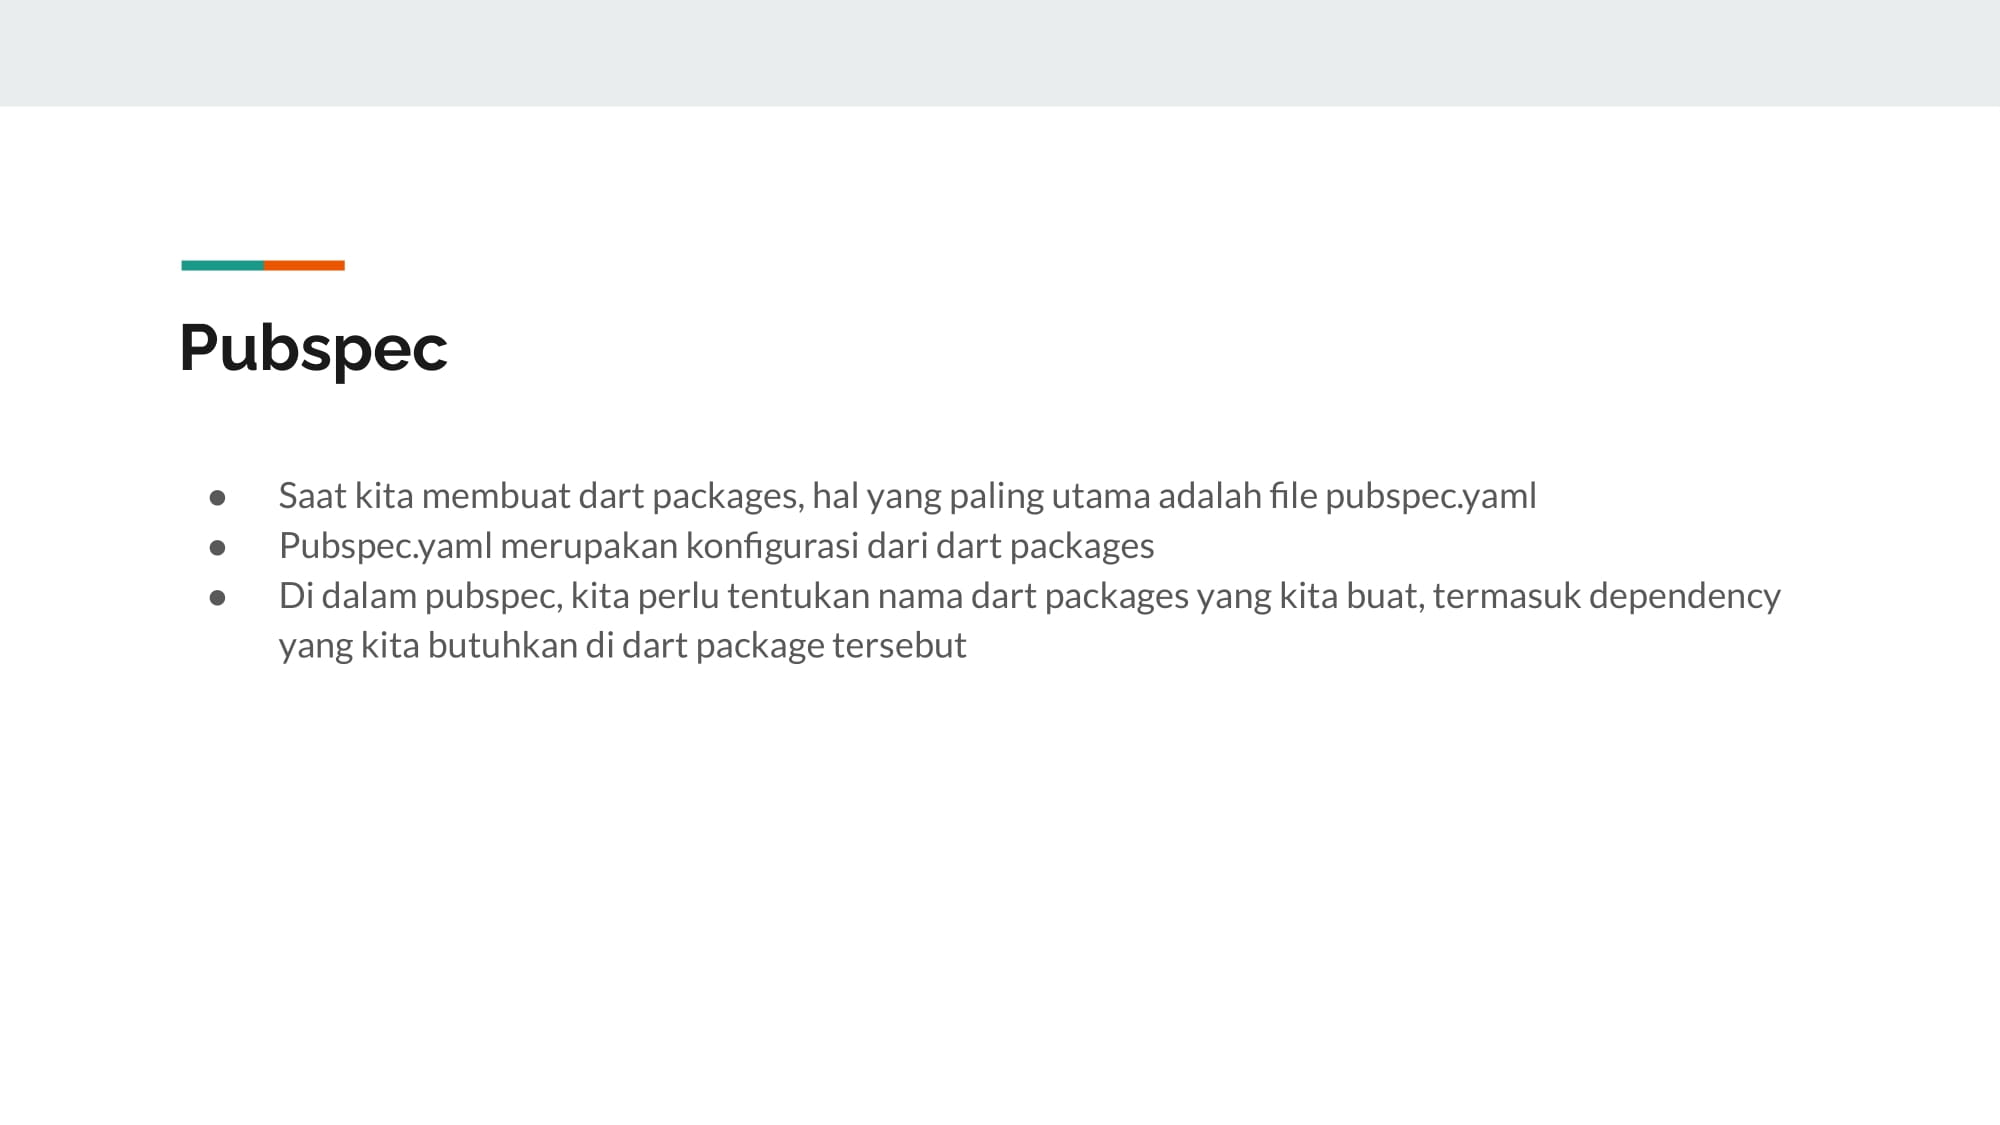 Pubspec
● Saat kita membuat dart packages, hal yang paling utama adalah file pubspec.yaml
● Pubspec.yaml merupakan konfigurasi dari dart packages
● Di dalam pubspec, kita perlu tentukan nama dart packages yang kita buat, termasuk dependency
yang kita butuhkan di dart package tersebut